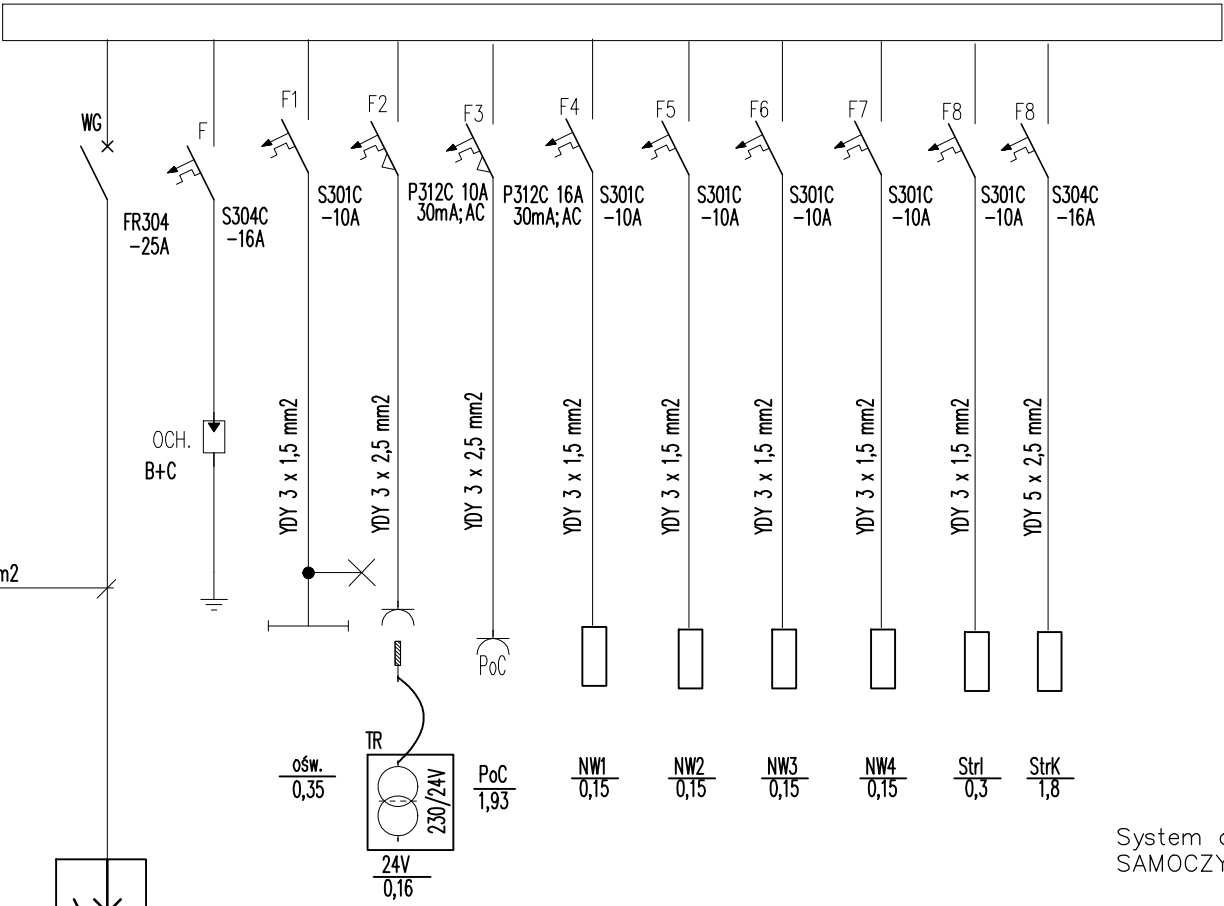 WG
F
F1
F2
F3
F4
F5
F6
F7
F8
F8
FR304
-25A
S304C
-16A
S301C
-10A
P312C 10A
30mA;AC
P312C 16A
30mA;AC
S301C
-10A
S301C
-10A
S301C
-10A
S301C
-10A
S301C
-10A
S304C
-16A
OCH.
B+C
YDY 3 x 1,5 mm2
YDY 3 x 2,5 mm2
YDY 3 x 2,5 mm2
YDY 3 x 1,5 mm2
YDY 3 x 1,5 mm2
YDY 3 x 1,5 mm2
YDY 3 x 1,5 mm2
YDY 3 x 1,5 mm2
YDY 5 x 2,5 mm2
m2
PoC
TR
230/24V
ośw.
0,35
24V
0,16
PoC
1,93
NW1
0,15
NW2
0,15
NW3
0,15
NW4
0,15
StrI
0,3
StrK
1,8
System
SAMOCZY